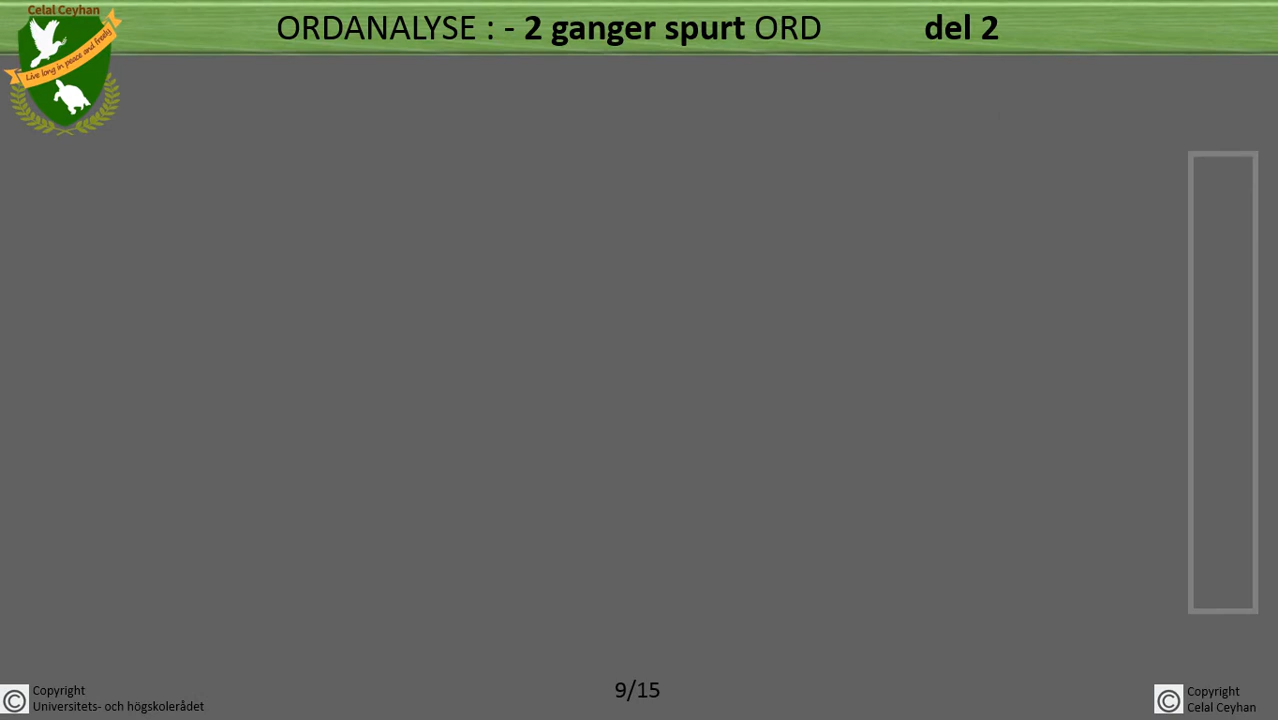 Celal Ceyhan
Live long in peace and freely
ORDANALYSE : - 2 ganger spurt ORD del 2
9/15
© Copyright
Universitets- och högskolerådet
© Copyright
Celal Ceyhan